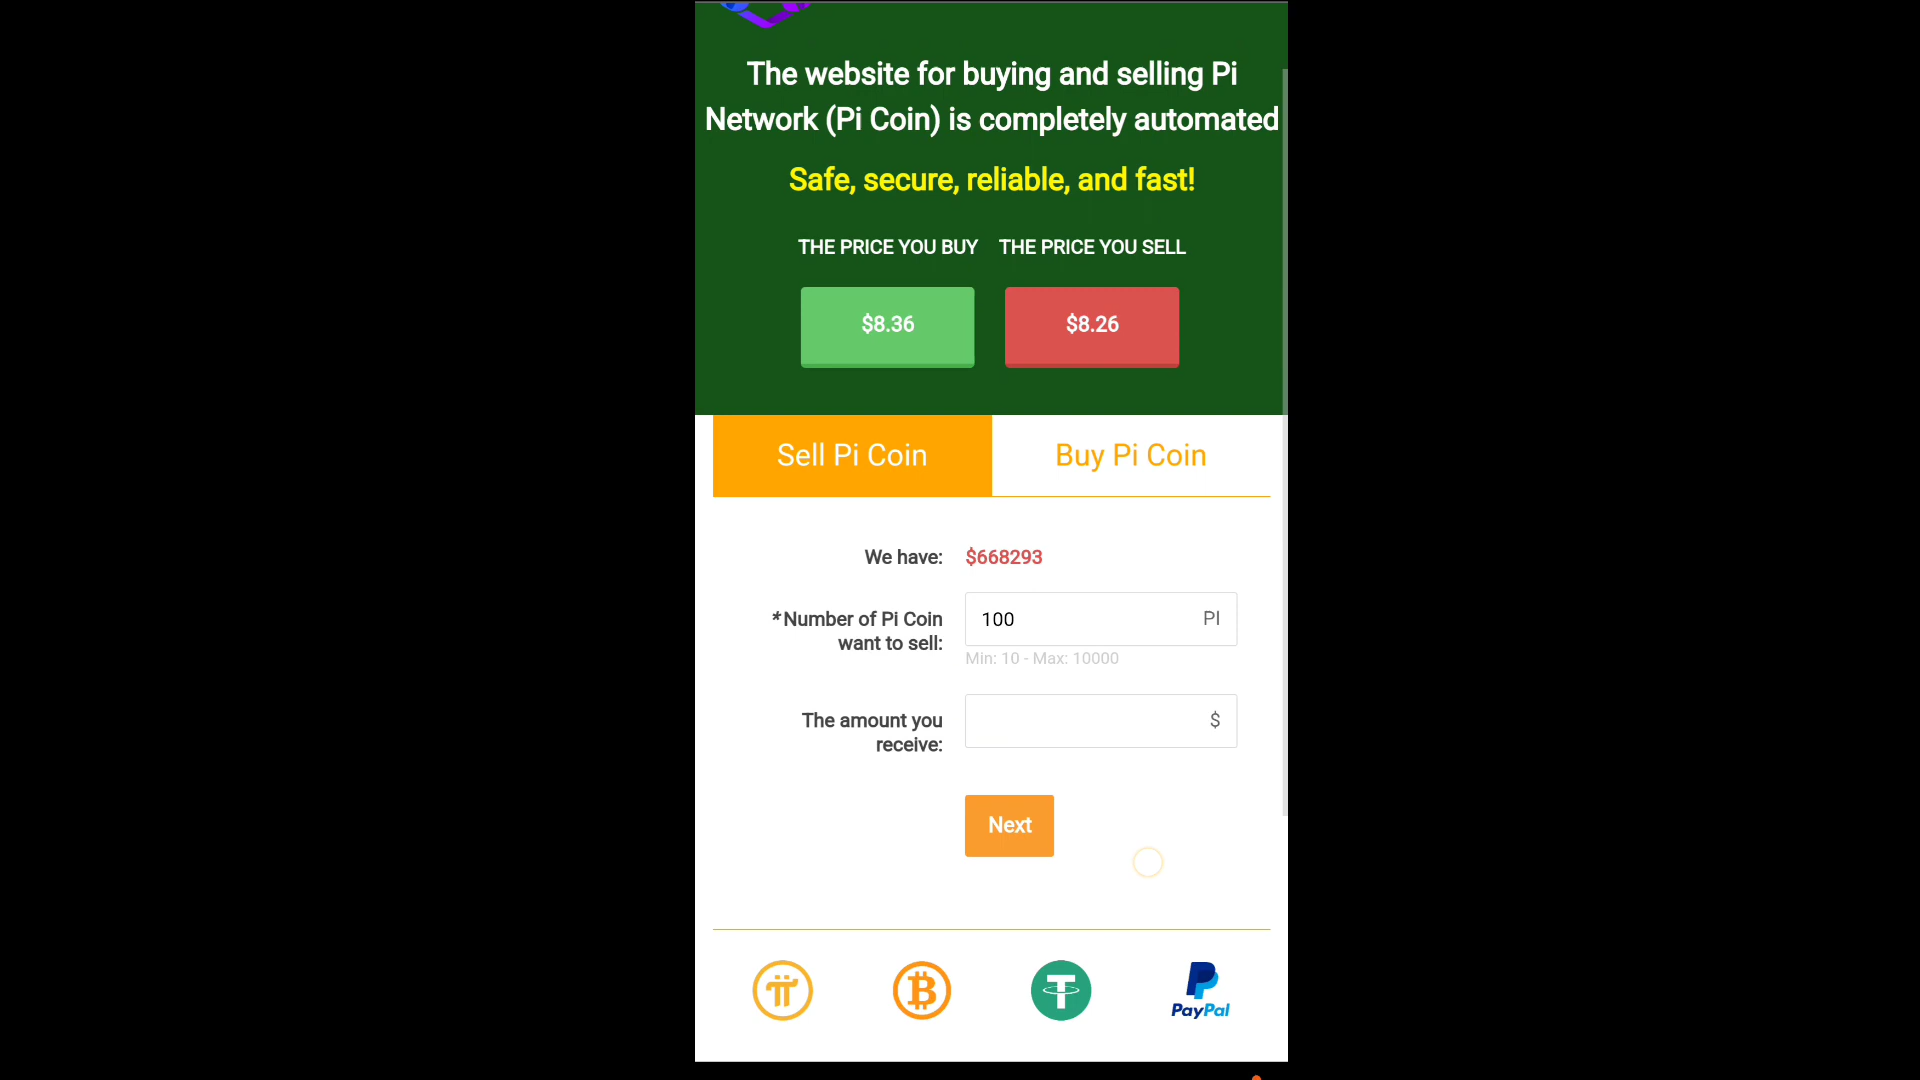 The website for buying and selling Pi
Network (Pi Coin) is completely automated
Safe, secure, reliable, and fast!
THE PRICE YOU BUY THE PRICE YOU SELL
$8.36 $8.26
Sell Pi Coin Buy Pi Coin
We have: $668293
*Number of Pi Coin
want to sell:
100 PI
Min: 10 - Max: 10000
The amount you
receive:
$
Next
PayPal